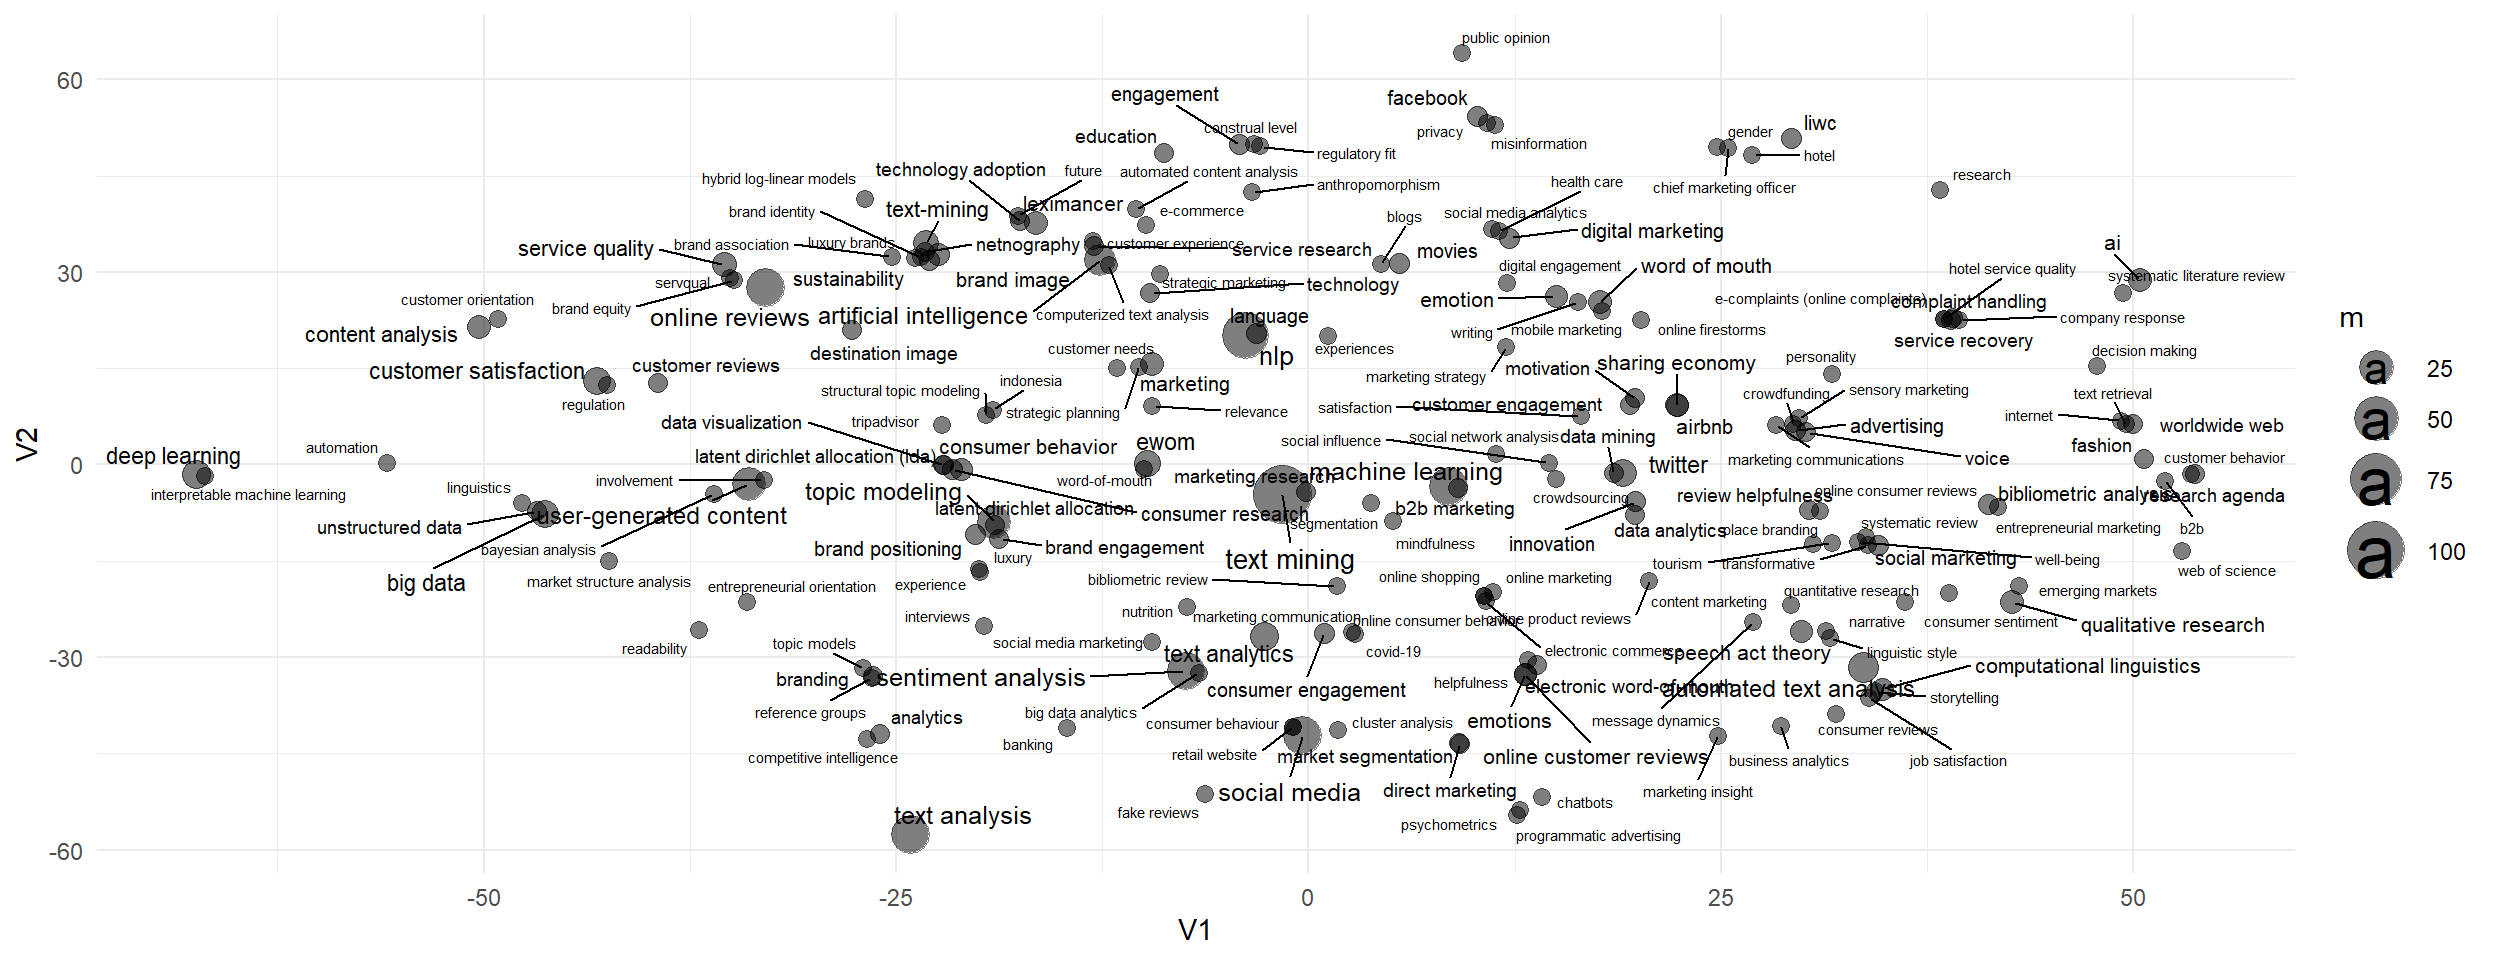 public opinion
60
engagement
facebook
construal level
privacy
misinformation
gender
liwc
education
regulatory fit
hotel
technology adoption
future
automated content analysis
hybrid log-linear models
anthropomorphism
health care
chief marketing officer
research
brand identity
text-mining
leximancer
e-commerce
blogs
social media analytics
service quality
brand association
luxury brands
netnography
customer experience
service research
movies
digital marketing
ai
30
servqual
sustainability
brand image
strategic marketing
technology
digital engagement
word of mouth
hotel service quality
systematic literature review
customer orientation
brand equity
emotion
e-complaints (online complaints)
complaint handling
content analysis
online reviews
artificial intelligence
computerized text analysis
language
writing
mobile marketing
online firestorms
company response
service recovery
destination image
customer needs
nlp
experiences
decision making
customer satisfaction
customer reviews
marketing strategy
motivation
sharing economy
personality
structural topic modeling
indonesia
marketing
crowdfunding
sensory marketing
text retrieval
regulation
strategic planning
relevance
satisfaction
customer engagement
internet
data visualization
tripadvisor
airbnb
advertising
worldwide web
automation
consumer behavior
ewom
social influence
social network analysis
data mining
marketing communications
voice
fashion
customer behavior
0
deep learning
latent dirichlet allocation (lda)
machine learning
twitter
interpretable machine learning
linguistics
involvement
word-of-mouth
marketing research
topic modeling
crowdsourcing
review helpfulness
online consumer reviews
bibliometric analysis
research agenda
unstructured data
user-generated content
latent dirichlet allocation
consumer research
segmentation
b2b marketing
data analytics
place branding
systematic review
entrepreneurial marketing
b2b
bayesian analysis
brand positioning
brand engagement
mindfulness
innovation
big data
market structure analysis
luxury
text mining
tourism
transformative
social marketing
well-being
web of science
entrepreneurial orientation
experience
bibliometric review
online shopping
online marketing
content marketing
quantitative research
emerging markets
interviews
nutrition
marketing communication
online consumer behavior
online product reviews
narrative
consumer sentiment
qualitative research
readability
topic models
social media marketing
text analytics
covid-19
electronic commerce
speech act theory
linguistic style
-30
computational linguistics
branding
sentiment analysis
consumer engagement
helpfulness
electronic word-of-mouth
automated text analysis
storytelling
reference groups
analytics
big data analytics
consumer behaviour
cluster analysis
emotions
message dynamics
consumer reviews
banking
competitive intelligence
retail website
market segmentation
online customer reviews
business analytics
job satisfaction
social media
direct marketing
marketing insight
fake reviews
chatbots
text analysis
psychometrics
programmatic advertising
-60
-50
-25
0
25
50
V1
V2
m
a 25
a 50
a 75
a 100